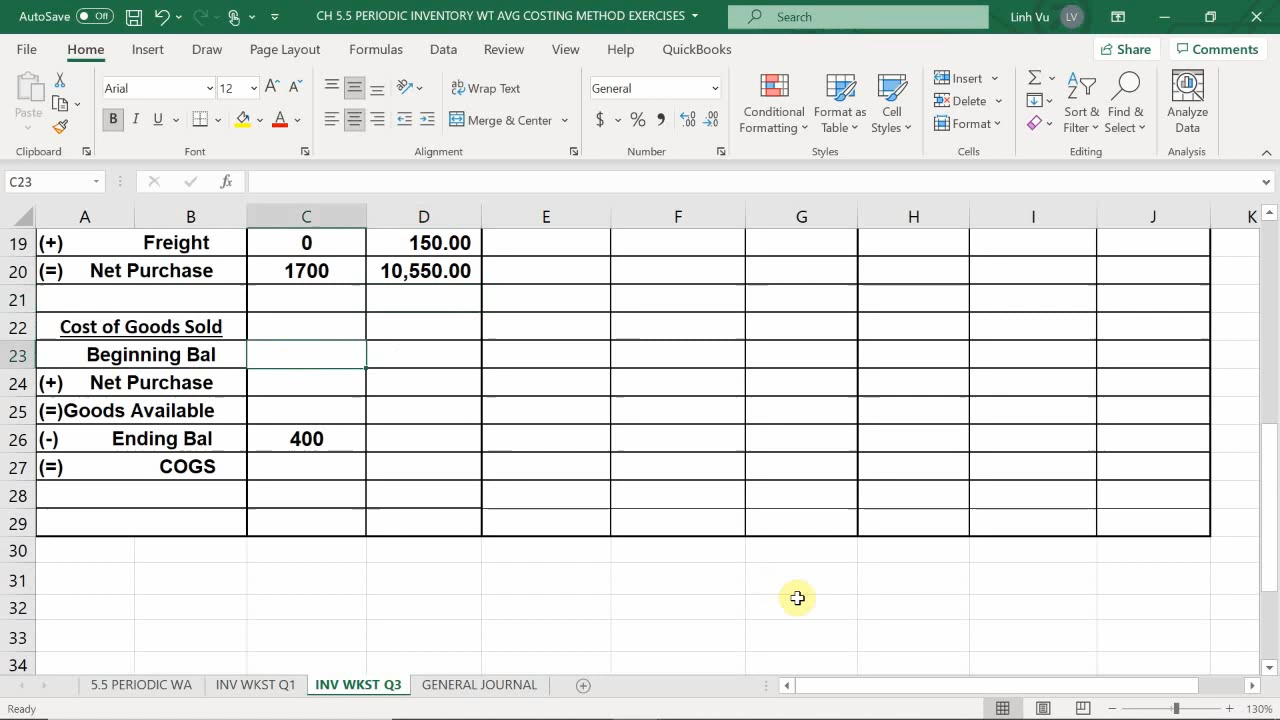 AutoSave Off CH 5.5 PERIODIC INVENTORY WT AVG COSTING METHOD EXERCISES Search Linh Vu LV
File Home Insert Draw Page Layout Formulas Data Review View Help QuickBooks Share Comments
Paste Arial 12 A A Wrap Text General Conditional Formatting Format as Table Cell Styles Insert Sort & Filter Find & Select Analyze Data
B I U A Merge & Center $ % , Delete
Format
Clipboard Font Alignment Number Styles Cells Editing Analysis
C23 fx
A B C D E F G H I J K
19 (+) Freight 0 150.00
20 (=) Net Purchase 1700 10,550.00
21
22 Cost of Goods Sold
23 Beginning Bal
24 (+) Net Purchase
25 (=)Goods Available
26 (-) Ending Bal 400
27 (=) COGS
28
29
30
31
32
33
34
5.5 PERIODIC WA INV WKST Q1 INV WKST Q3 GENERAL JOURNAL
Ready 130%